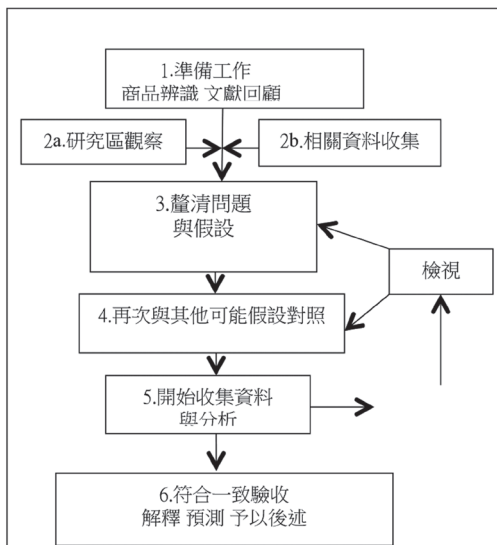 1.準備工作
商品辨識 文獻回顧
2a.研究區觀察
2b.相關資料收集
3.釐清問題
與假設
檢視
4.再次與其他可能假設對照
5.開始收集資料
與分析
6.符合一致驗收
解釋 預測 予以後述